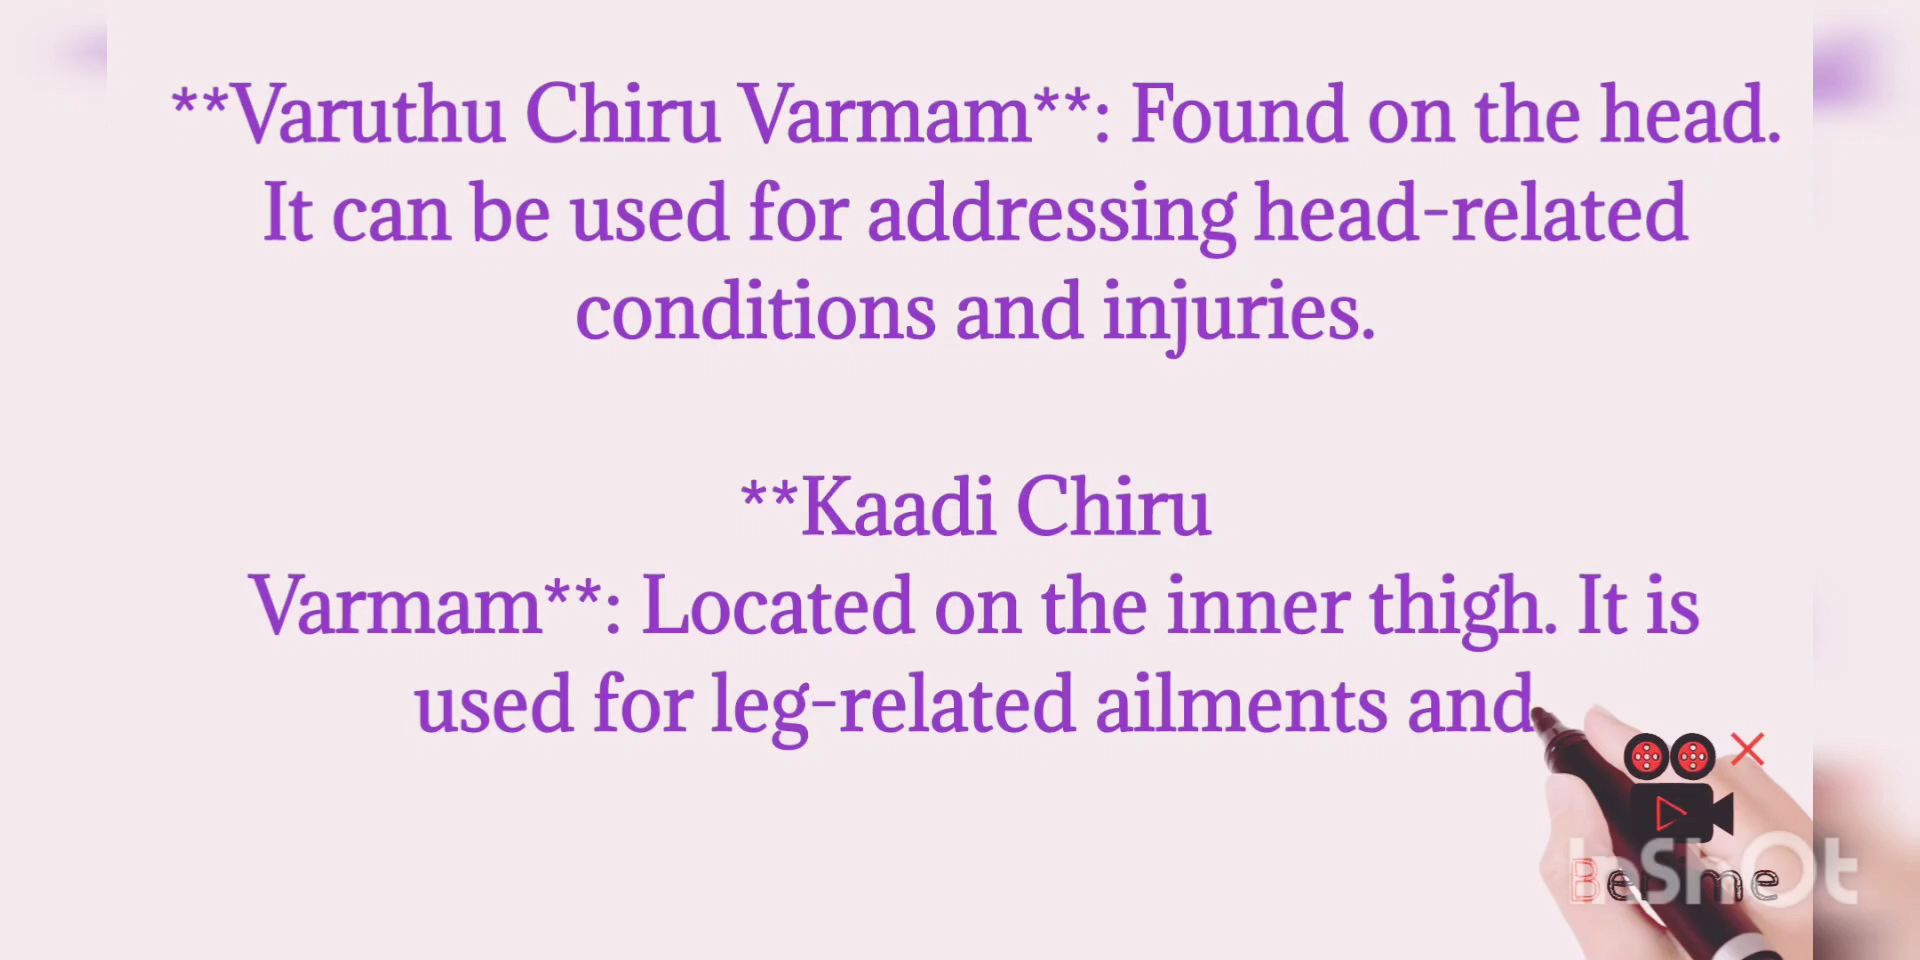 **Varuthu Chiru Varmam**: Found on the head.
It can be used for addressing head-related
conditions and injuries.
**Kaadi Chiru
Varmam**: Located on the inner thigh. It is
used for leg-related ailments and
InShOt